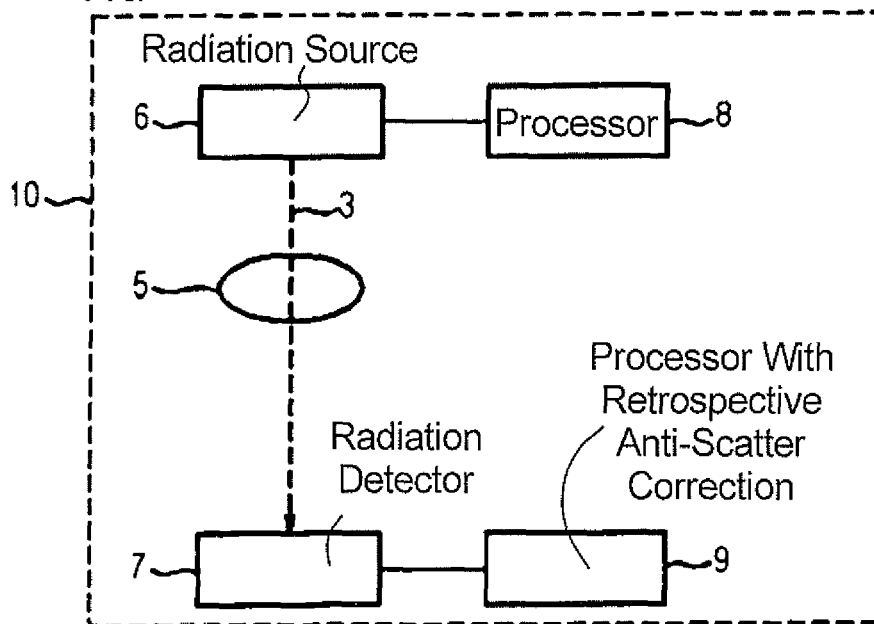 Radiation Source
6
Processor
8
10
3
5
Processor With
Retrospective
Anti-Scatter
Correction
Radiation
Detector
7
9